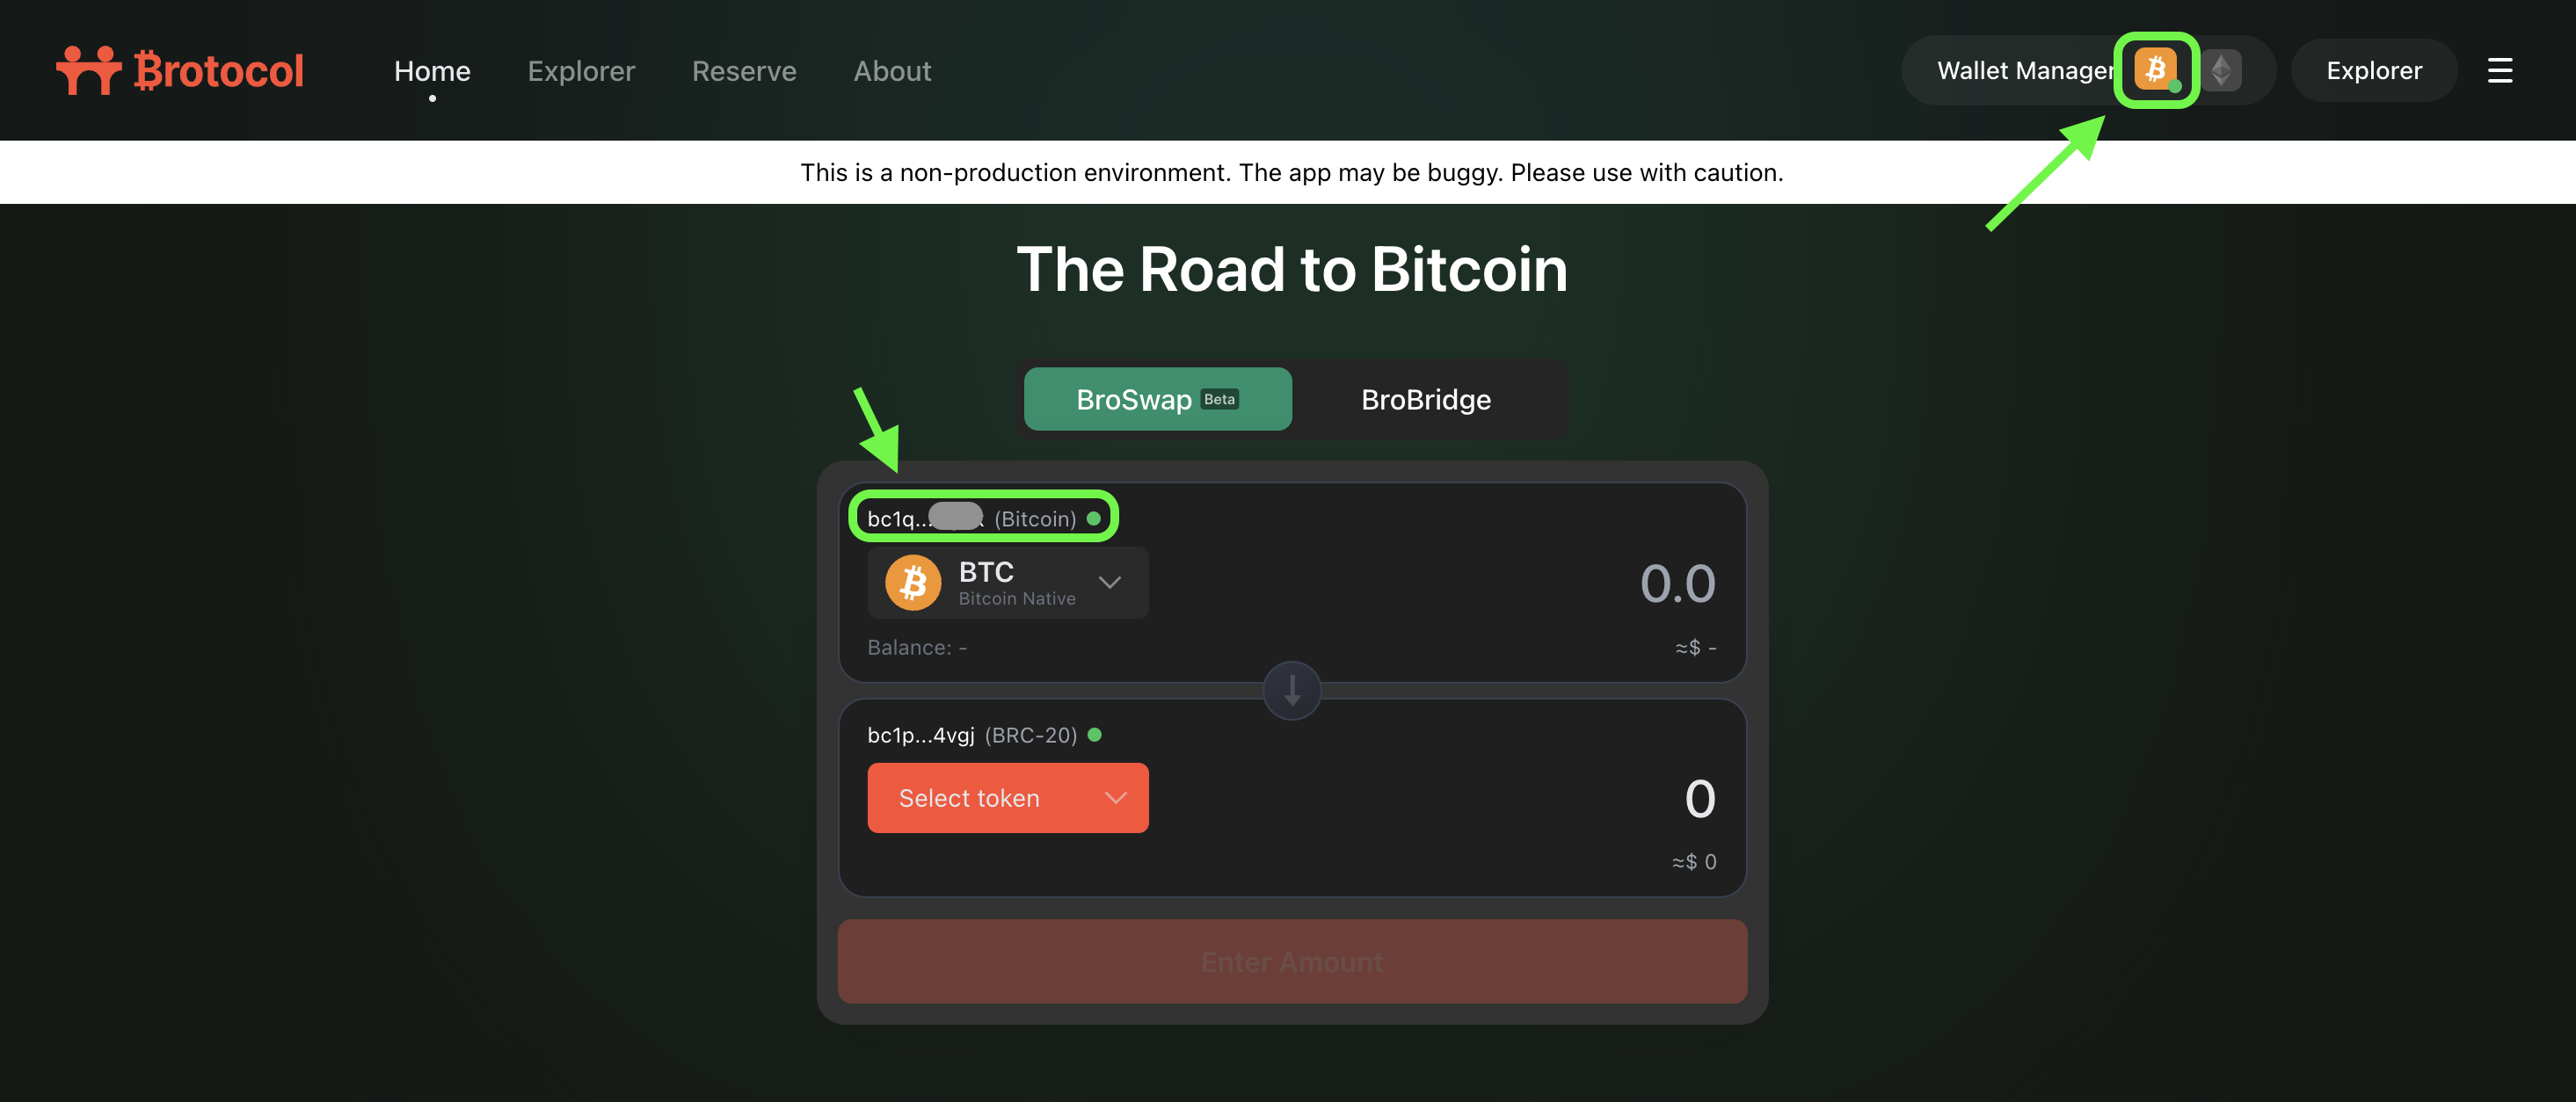 Brotocol
Home
Explorer
Reserve
About
Wallet Manager
Explorer
This is a non-production environment. The app may be buggy. Please use with caution.
The Road to Bitcoin
BroSwap Beta
BroBridge
bc1q... (Bitcoin)
BTC
Bitcoin Native
0.0
Balance: -
≈$ -
bc1p...4vgj (BRC-20)
Select token
0
≈$ 0
Enter Amount